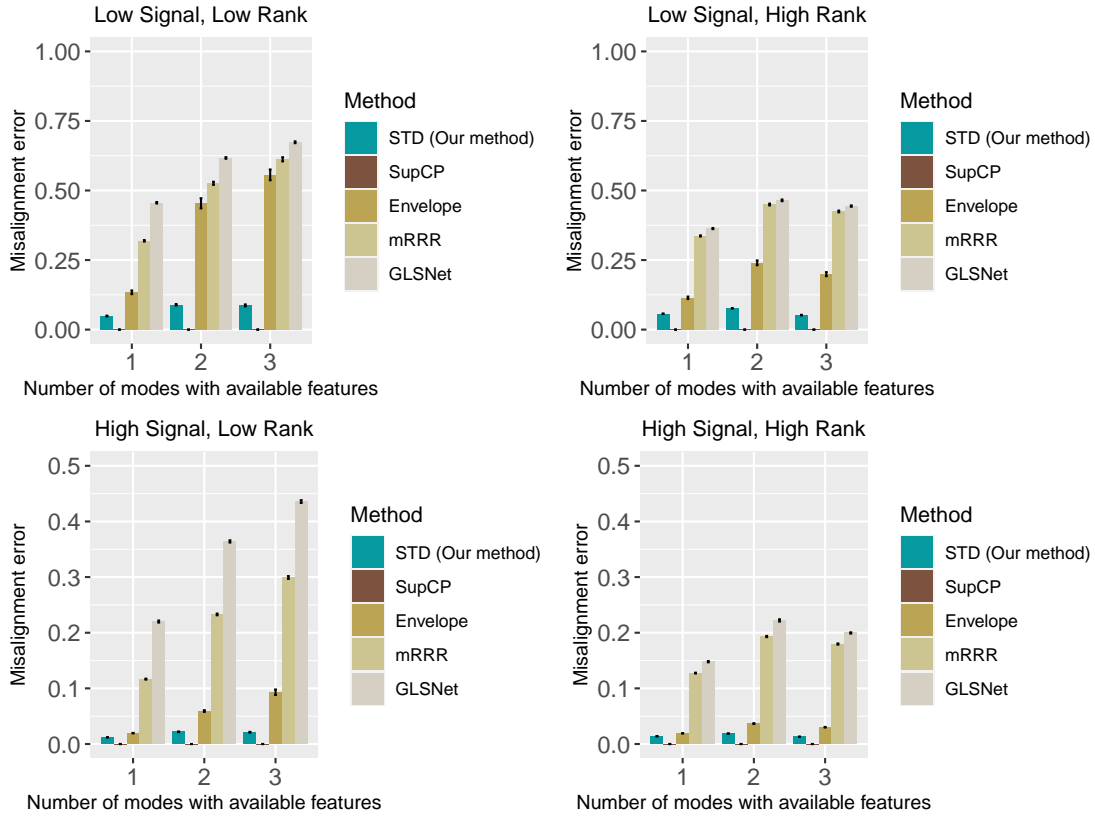 Low Signal, Low Rank
Misalignment error
1.00
0.75
0.50
0.25
0.00
1 2 3
Number of modes with available features
Method
STD (Our method)
SupCP
Envelope
mRRR
GLSNet
Low Signal, High Rank
Misalignment error
1.00
0.75
0.50
0.25
0.00
1 2 3
Number of modes with available features
Method
STD (Our method)
SupCP
Envelope
mRRR
GLSNet
High Signal, Low Rank
Misalignment error
0.5
0.4
0.3
0.2
0.1
0.0
1 2 3
Number of modes with available features
Method
STD (Our method)
SupCP
Envelope
mRRR
GLSNet
High Signal, High Rank
Misalignment error
0.5
0.4
0.3
0.2
0.1
0.0
1 2 3
Number of modes with available features
Method
STD (Our method)
SupCP
Envelope
mRRR
GLSNet